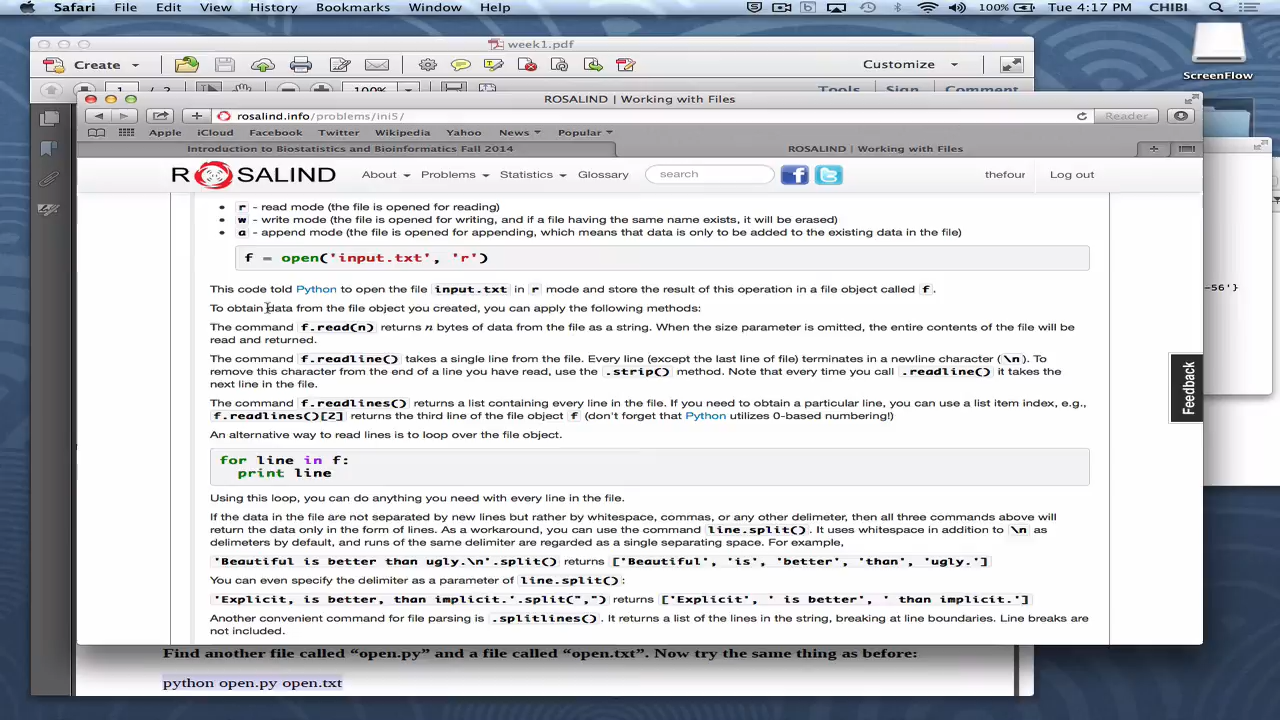 Safari File Edit View History Bookmarks Window Help 100% Tue 4:17 PM CHIBI
week1.pdf
Create Customize
1 / 2 100% Tools Sign Comment
ScreenFlow
ROSALIND | Working with Files
rosalind.info/problems/ini5/ Reader
Apple iCloud Facebook Twitter Wikipedia Yahoo News Popular
Introduction to Biostatistics and Bioinformatics Fall 2014 ROSALIND | Working with Files
ROSALIND About Problems Statistics Glossary search thefour Log out
• r - read mode (the file is opened for reading)
• w - write mode (the file is opened for writing, and if a file having the same name exists, it will be erased)
• a - append mode (the file is opened for appending, which means that data is only to be added to the existing data in the file)
f = open('input.txt', 'r')
This code told Python to open the file input.txt in r mode and store the result of this operation in a file object called f.
-56'}
To obtain data from the file object you created, you can apply the following methods:
The command f.read(n) returns n bytes of data from the file as a string. When the size parameter is omitted, the entire contents of the file will be
read and returned.
The command f.readline() takes a single line from the file. Every line (except the last line of file) terminates in a newline character (\n). To
remove this character from the end of a line you have read, use the .strip() method. Note that every time you call .readline() it takes the
next line in the file.
Feedback
The command f.readlines() returns a list containing every line in the file. If you need to obtain a particular line, you can use a list item index, e.g.,
f.readlines()[2] returns the third line of the file object f (don't forget that Python utilizes 0-based numbering!)
An alternative way to read lines is to loop over the file object.
for line in f:
print line
Using this loop, you can do anything you need with every line in the file.
If the data in the file are not separated by new lines but rather by whitespace, commas, or any other delimiter, then all three commands above will
return the data only in the form of lines. As a workaround, you can use the command line.split(). It uses whitespace in addition to \n as
delimiters by default, and runs of the same delimiter are regarded as a single separating space. For example,
'Beautiful is better than ugly.\n'.split() returns ['Beautiful', 'is', 'better', 'than', 'ugly.']
You can even specify the delimiter as a parameter of line.split():
'Explicit, is better, than implicit.'.split(",") returns ['Explicit', ' is better', ' than implicit.']
Another convenient command for file parsing is .splitlines(). It returns a list of the lines in the string, breaking at line boundaries. Line breaks are
not included.
Find another file called “open.py” and a file called “open.txt”. Now try the same thing as before:
python open.py open.txt